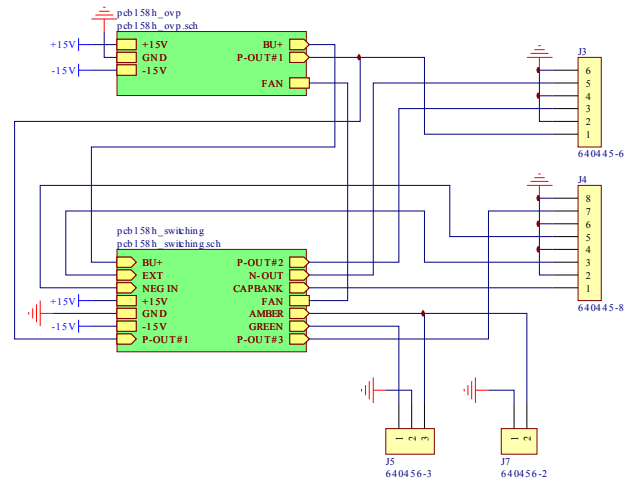 pcb158h_ovp
pcb158h_ovp.sch
+15V
+15V
BU+
GND
P-OUT#1
-15V
-15V
FAN
J3
6
5
4
3
2
1
640445-6
J4
8
7
6
5
4
3
2
1
640445-8
pcb158h_switching
pcb158h_switching.sch
BU+
P-OUT#2
EXT
N-OUT
NEG IN
CAPBANK
+15V
+15V
FAN
GND
AMBER
-15V
-15V
GREEN
P-OUT#1
P-OUT#3
1
2
3
J5
640456-3
1
2
J7
640456-2